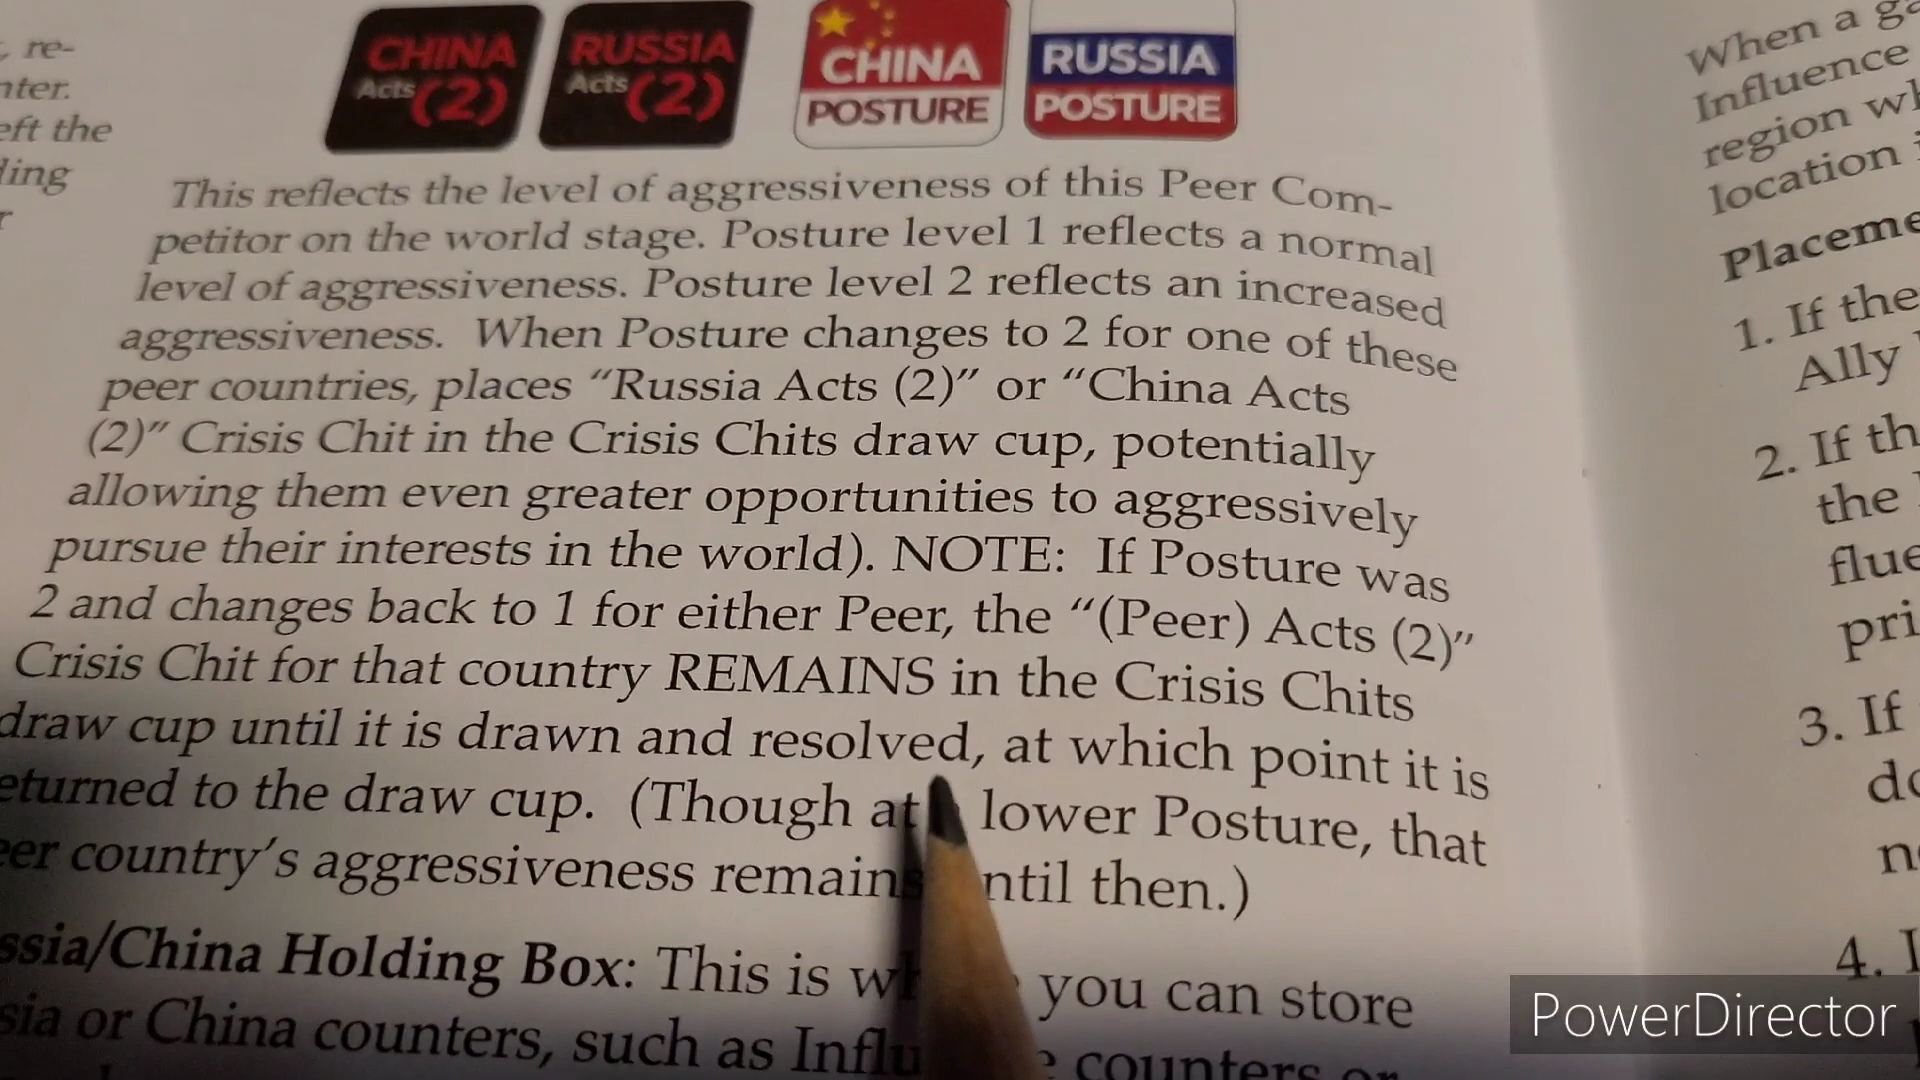 CHINA
Acts (2)
RUSSIA
Acts (2)
CHINA
POSTURE
RUSSIA
POSTURE
re-
eft the
This reflects the level of aggressiveness of this Peer Com-
petitor on the world stage. Posture level 1 reflects a normal
level of aggressiveness. Posture level 2 reflects an increased
aggressiveness. When Posture changes to 2 for one of these
peer countries, places “Russia Acts (2)” or “China Acts
(2)” Crisis Chit in the Crisis Chits draw cup, potentially
allowing them even greater opportunities to aggressively
pursue their interests in the world). NOTE: If Posture was
2 and changes back to 1 for either Peer, the “(Peer) Acts (2)”
Crisis Chit for that country REMAINS in the Crisis Chits
draw cup until it is drawn and resolved, at which point it is
eturned to the draw cup. (Though at lower Posture, that
eer country’s aggressiveness remains ntil then.)
ssia/China Holding Box: This is you can store
sia or China counters, such as counters or
When a
Influence
region
location
Placeme
1. If the
Ally
2. If th
the
flue
pri
3. If
4.
PowerDirector